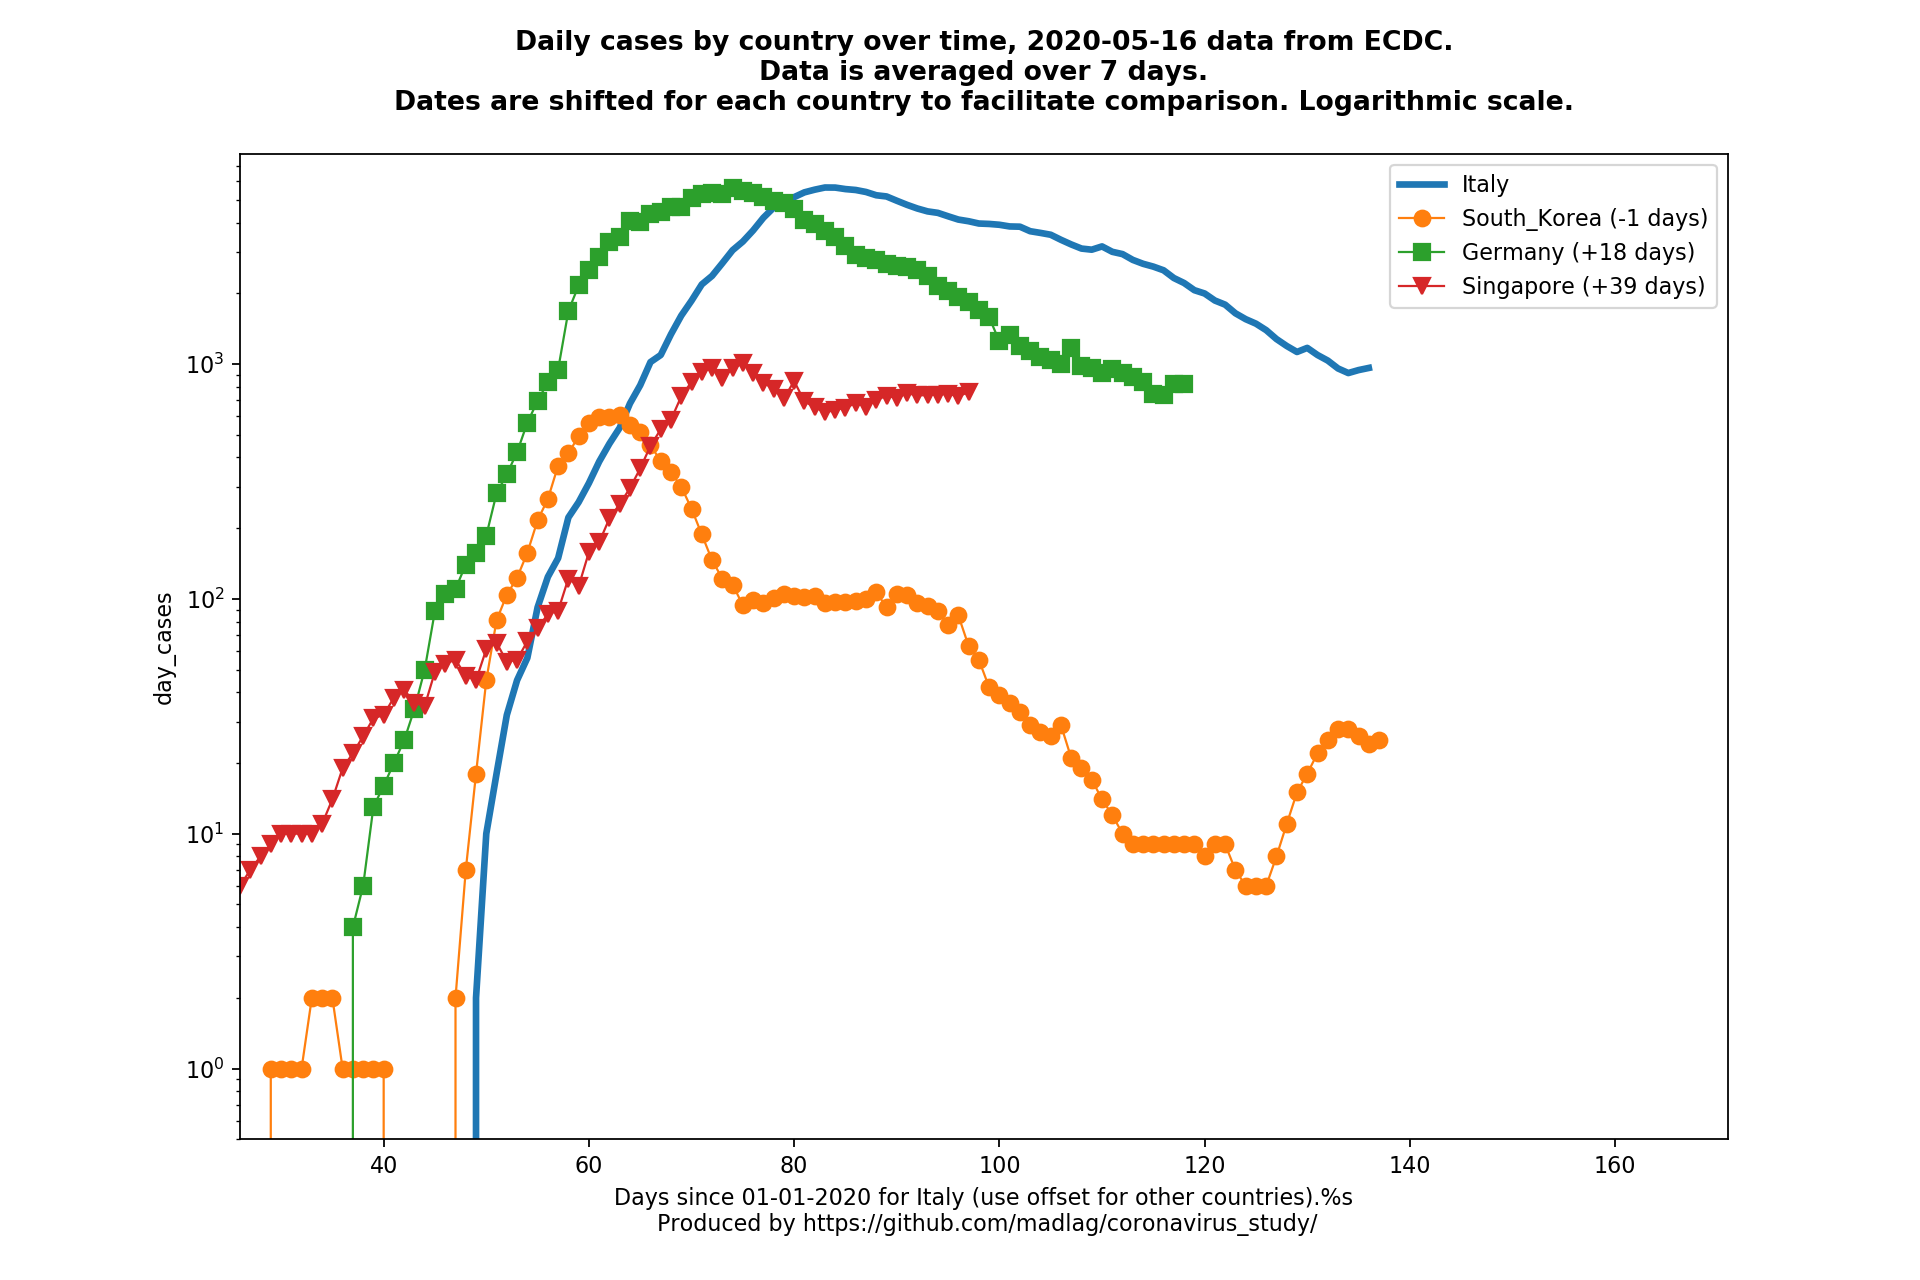 Daily cases by country over time, 2020-05-16 data from ECDC.
Data is averaged over 7 days.
Dates are shifted for each country to facilitate comparison. Logarithmic scale.
Italy
South_Korea (-1 days)
Germany (+18 days)
Singapore (+39 days)
day_cases
10³
10²
10¹
10⁰
40 60 80 100 120 140 160
Days since 01-01-2020 for Italy (use offset for other countries).%s
Produced by https://github.com/madlag/coronavirus_study/